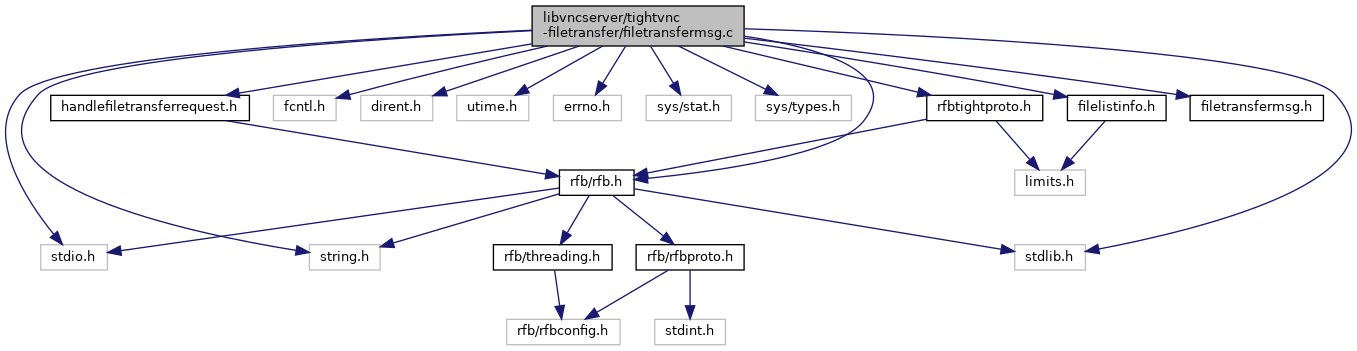 libvncserver/tightvnc
-filetransfer/filetransfermsg.c
handlefiletransferrequest.h
fcntl.h
dirent.h
utime.h
errno.h
sys/stat.h
sys/types.h
rfbtightproto.h
filelistinfo.h
filetransfermsg.h
rfb/rfb.h
limits.h
stdio.h
string.h
rfb/threading.h
rfb/rfbproto.h
stdlib.h
rfb/rfbconfig.h
stdint.h